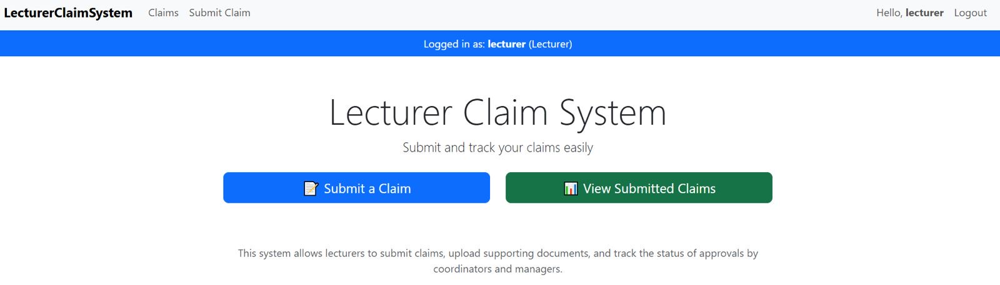 LecturerClaimSystem Claims Submit Claim Hello, lecturer Logout
Logged in as: lecturer (Lecturer)
Lecturer Claim System
Submit and track your claims easily
Submit a Claim
View Submitted Claims
This system allows lecturers to submit claims, upload supporting documents, and track the status of approvals by
coordinators and managers.